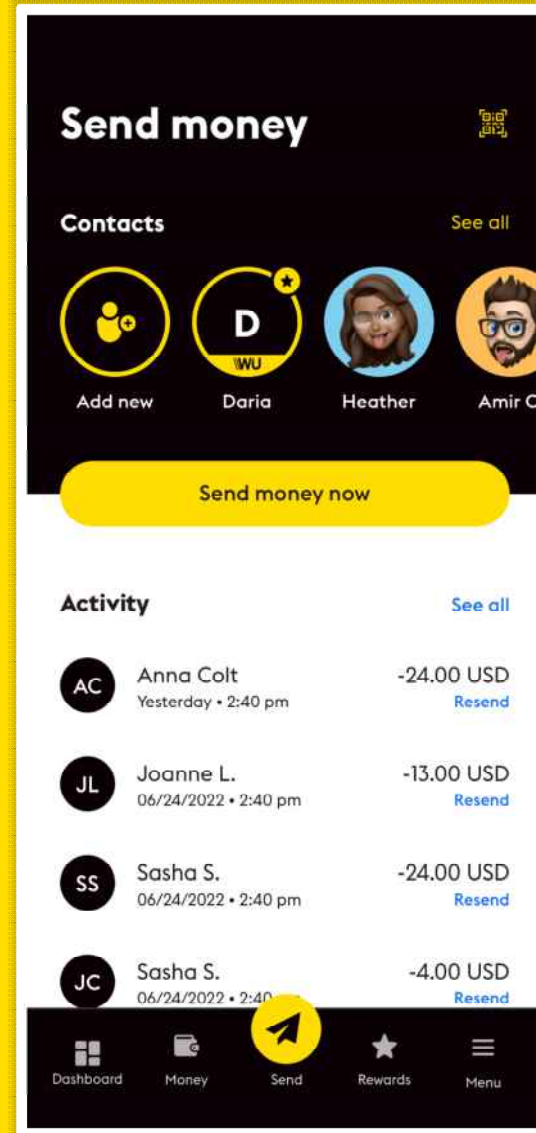 Send money
Contacts See all
D
WU
Add new Daria Heather Amir C
Send money now
Activity See all
AC Anna Colt -24.00 USD
Yesterday • 2:40 pm Resend
JL Joanne L. -13.00 USD
06/24/2022 • 2:40 pm Resend
SS Sasha S. -24.00 USD
06/24/2022 • 2:40 pm Resend
JC Sasha S. -4.00 USD
06/24/2022 • 2:40 Resend
Dashboard Money Send Rewards Menu